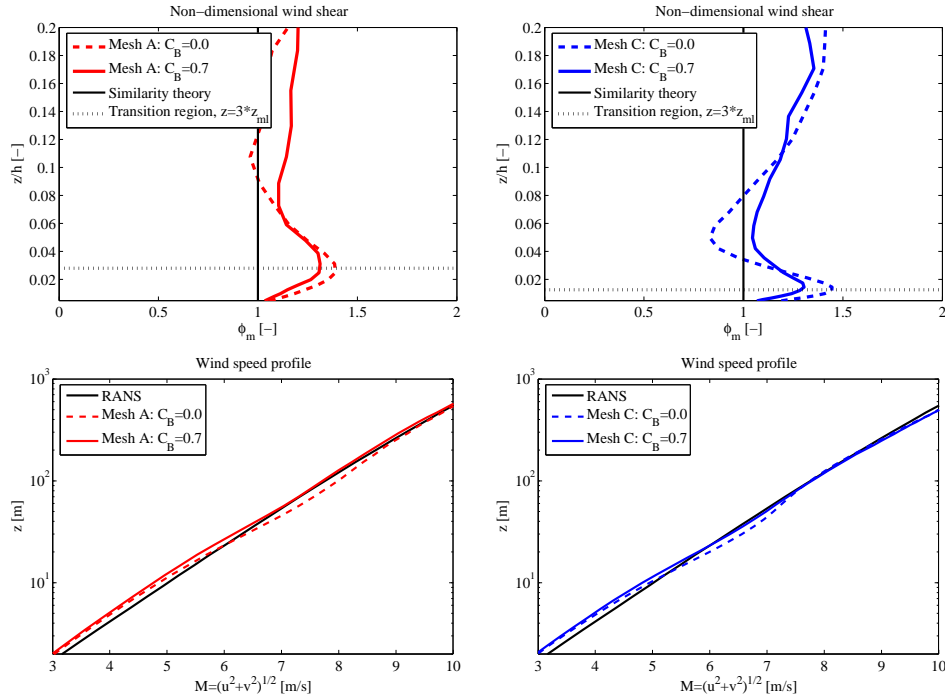 Non-dimensional wind shear
Mesh A: C_B=0.0
Mesh A: C_B=0.7
Similarity theory
Transition region, z=3*z_ml
z/h [-]
0.2
0.18
0.16
0.14
0.12
0.1
0.08
0.06
0.04
0.02
0
0.5
1
1.5
2
ϕ_m [-]
Non-dimensional wind shear
Mesh C: C_B=0.0
Mesh C: C_B=0.7
Similarity theory
Transition region, z=3*z_ml
z/h [-]
0.2
0.18
0.16
0.14
0.12
0.1
0.08
0.06
0.04
0.02
0
0.5
1
1.5
2
ϕ_m [-]
Wind speed profile
RANS
Mesh A: C_B=0.0
Mesh A: C_B=0.7
z [m]
10^3
10^2
10^1
3
4
5
6
7
8
9
10
M=(u^2+v^2)^1/2 [m/s]
Wind speed profile
RANS
Mesh C: C_B=0.0
Mesh C: C_B=0.7
z [m]
10^3
10^2
10^1
3
4
5
6
7
8
9
10
M=(u^2+v^2)^1/2 [m/s]